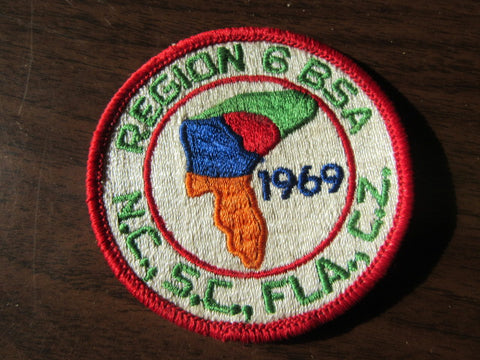 REGION 6 BSA
1969
N.C., S.C., FLA., C.Z.